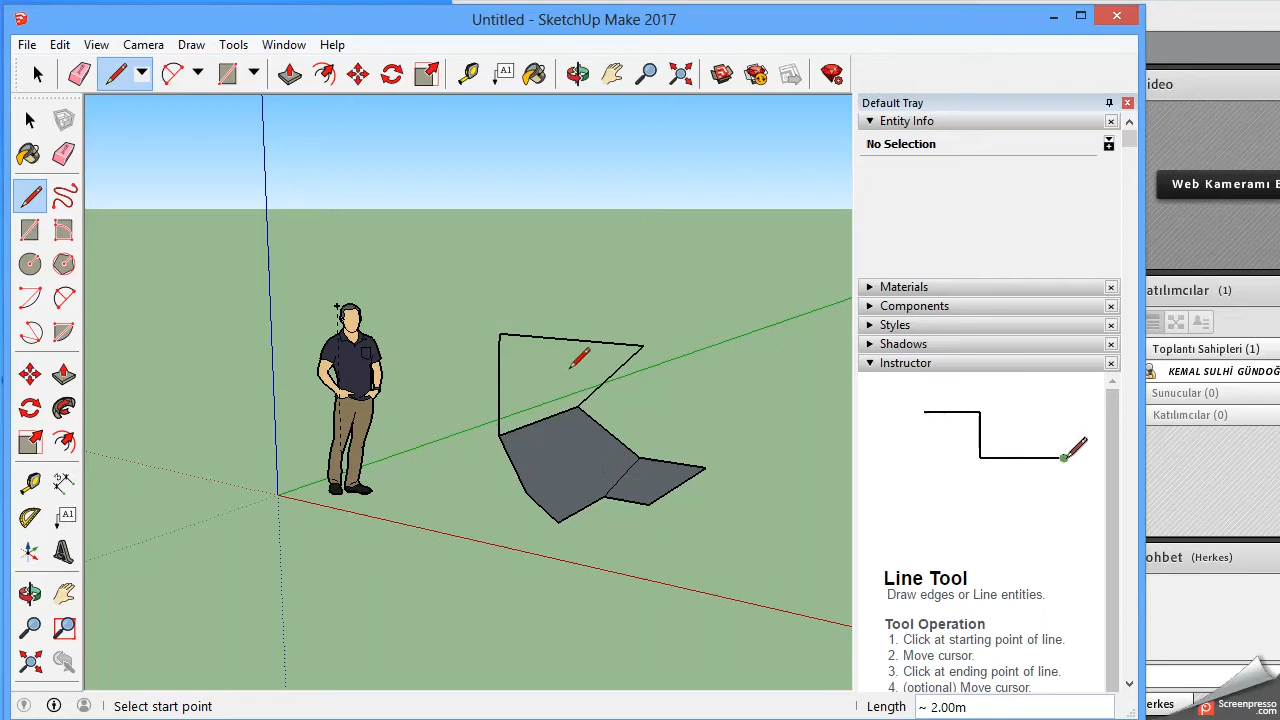 Untitled - SketchUp Make 2017
File Edit View Camera Draw Tools Window Help
A1
Default Tray
Entity Info
No Selection
Materials
Components
Styles
Shadows
Instructor
Line Tool
Draw edges or Line entities.
Tool Operation
1. Click at starting point of line.
2. Move cursor.
3. Click at ending point of line.
4. (optional) Move cursor.
A1
Select start point
Length ~ 2.00m
ideo
Web Kameramı
atılımcılar (1)
Toplantı Sahipleri (1)
KEMAL SULHİ GÜNDOĞ
Sunucular (0)
Katılımcılar (0)
ohbet (Herkes)
erkes
Screenpresso
.com